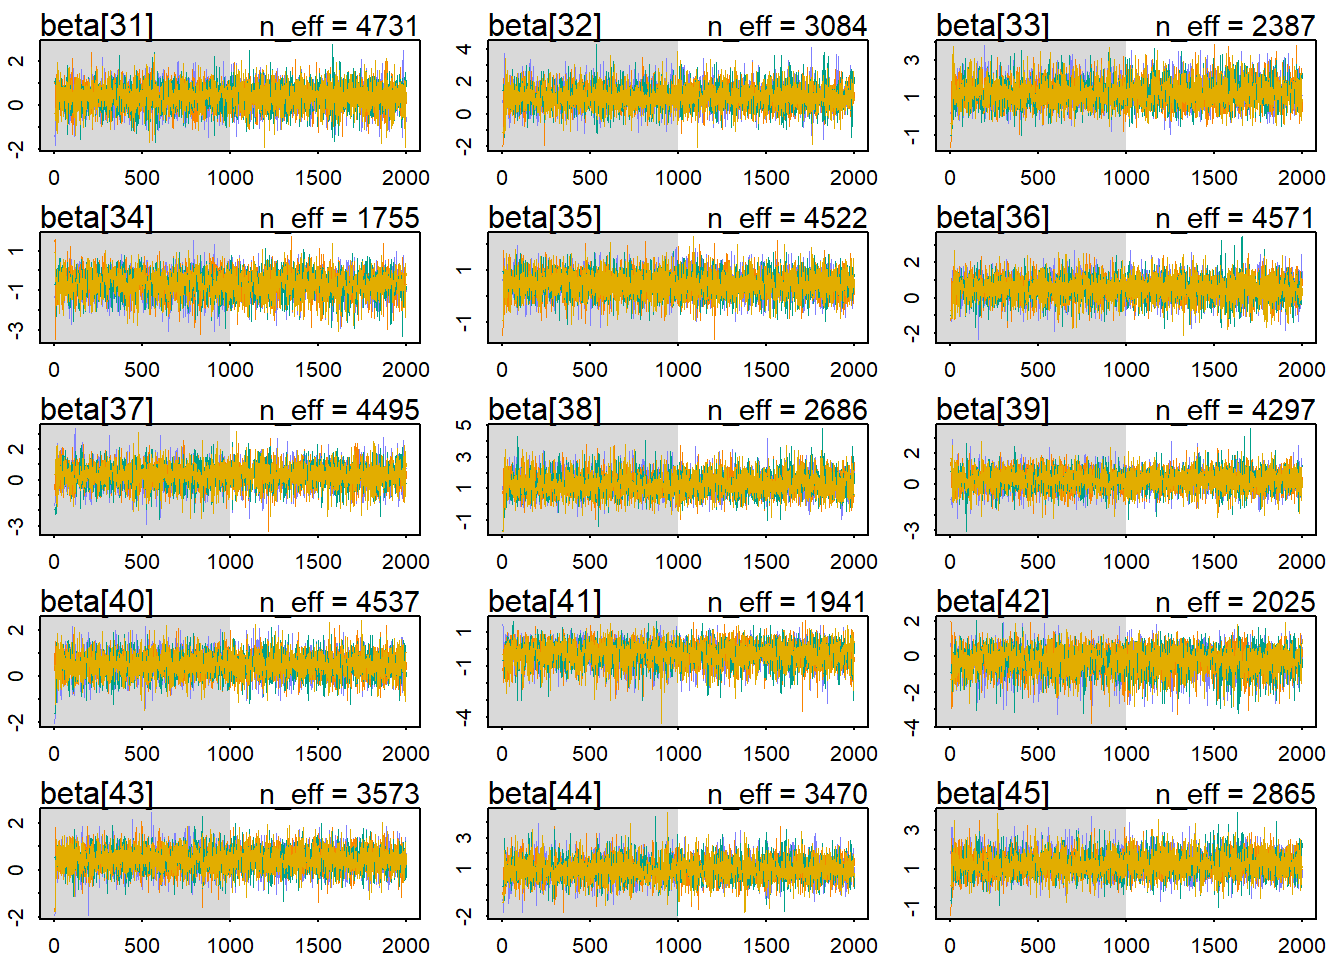 beta[31] n_eff = 4731 beta[32] n_eff = 3084 beta[33] n_eff = 2387
2 0 -2
4 2 0 -2
3 1 -1
0 500 1000 1500 2000 0 500 1000 1500 2000 0 500 1000 1500 2000
beta[34] n_eff = 1755 beta[35] n_eff = 4522 beta[36] n_eff = 4571
1 -1 -3
1 -1
2 0 -2
0 500 1000 1500 2000 0 500 1000 1500 2000 0 500 1000 1500 2000
beta[37] n_eff = 4495 beta[38] n_eff = 2686 beta[39] n_eff = 4297
2 0 -3
5 3 1 -1
2 0 -3
0 500 1000 1500 2000 0 500 1000 1500 2000 0 500 1000 1500 2000
beta[40] n_eff = 4537 beta[41] n_eff = 1941 beta[42] n_eff = 2025
2 0 -2
1 -1 -4
2 0 -2 -4
0 500 1000 1500 2000 0 500 1000 1500 2000 0 500 1000 1500 2000
beta[43] n_eff = 3573 beta[44] n_eff = 3470 beta[45] n_eff = 2865
2 0 -2
3 1 -2
3 1 -1
0 500 1000 1500 2000 0 500 1000 1500 2000 0 500 1000 1500 2000